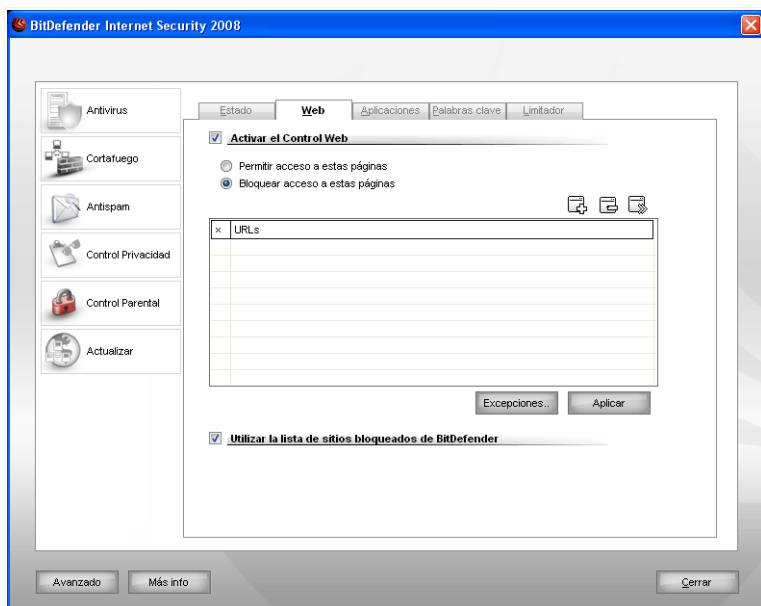 BitDefender Internet Security 2008
Antivirus
Cortafuego
Antispam
Control Privacidad
Control Parental
Actualizar
Estado Web Aplicaciones Palabras clave Limitador
Activar el Control Web
Permitir acceso a estas páginas
Bloquear acceso a estas páginas
× URLs
Excepciones.. Aplicar
Utilizar la lista de sitios bloqueados de BitDefender
Avanzado Más info Cerrar